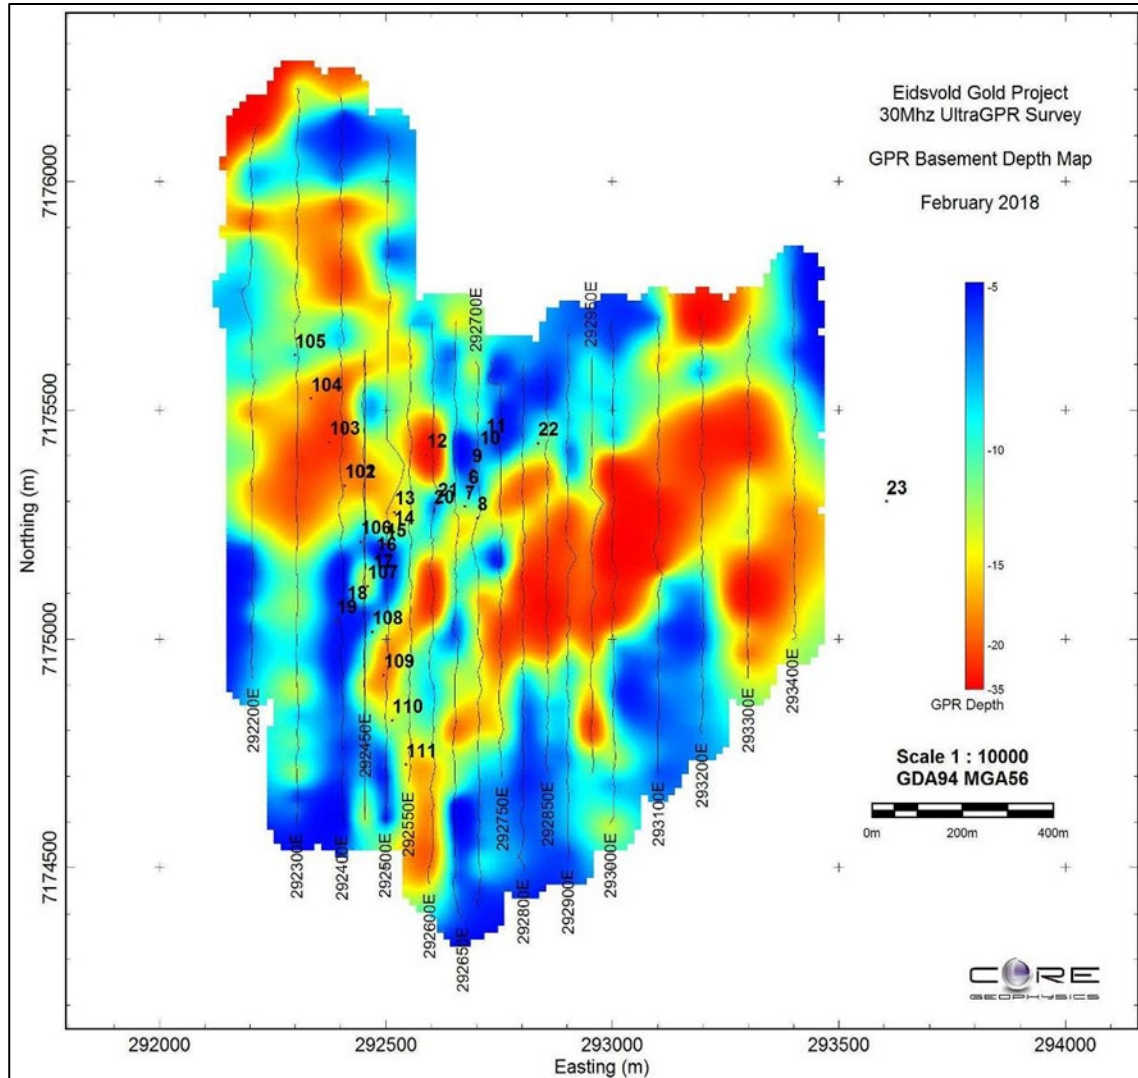 Eidsvold Gold Project
30Mhz UltraGPR Survey
GPR Basement Depth Map
February 2018
7176000
7175500
7175000
7174500
Northing (m)
292000
292500
293000
293500
294000
Easting (m)
-5
-10
-15
-20
-35
GPR Depth
Scale 1 : 10000
GDA94 MGA56
0m
200m
400m
CORE
GEOPHYSICS
292700E
292950E
105
104
103
102
12
11
10
9
22
6
7
8
21
20
13
14
15
106
16
17
107
18
19
108
109
110
111
23
292200E
292300E
292400E
292450E
292500E
292550E
292600E
292650E
292750E
292800E
292850E
292900E
293000E
293100E
293200E
293300E
293400E